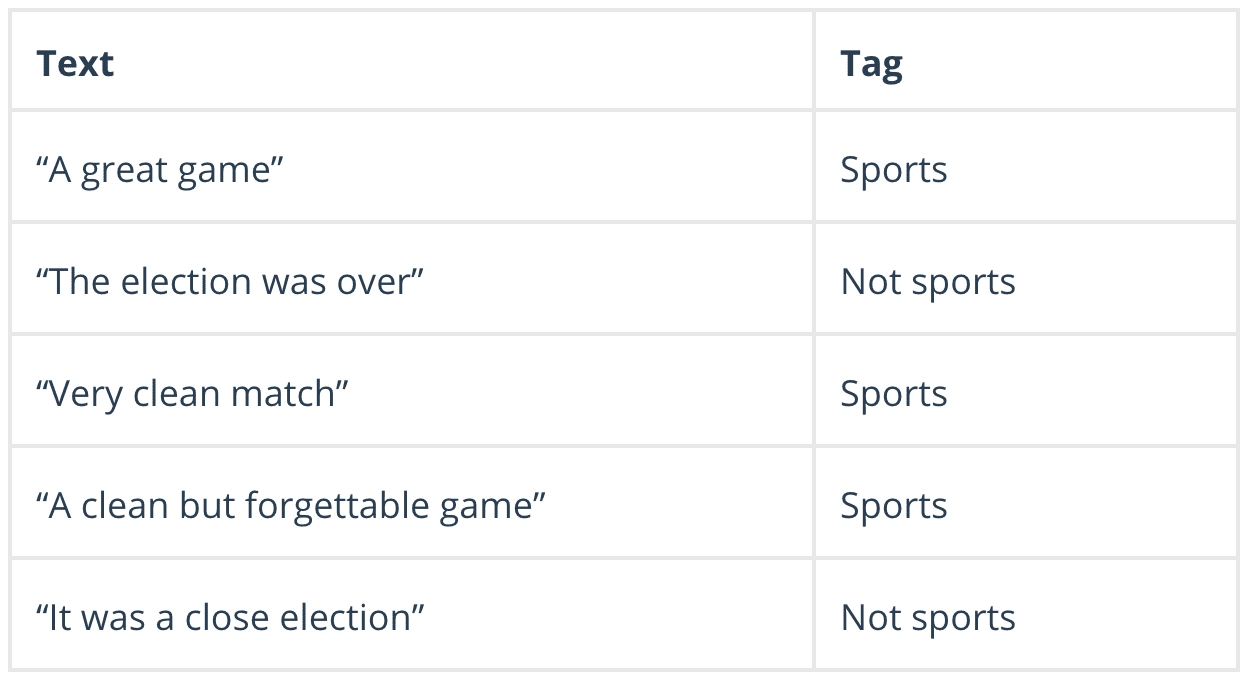 Text Tag
“A great game” Sports
“The election was over” Not sports
“Very clean match” Sports
“A clean but forgettable game” Sports
“It was a close election” Not sports